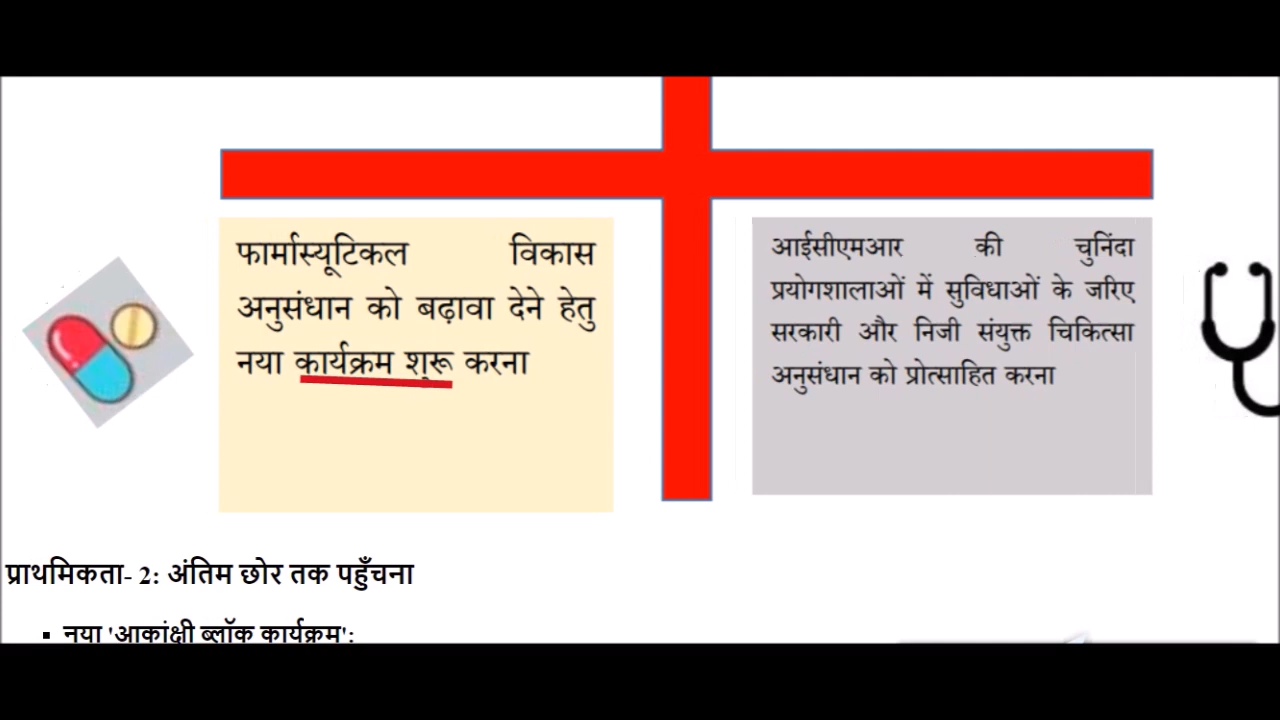 फार्मास्यूटिकल विकास
अनुसंधान को बढ़ावा देने हेतु
नया कार्यक्रम शुरू करना
आईसीएमआर की चुनिंदा
प्रयोगशालाओं में सुविधाओं के जरिए
सरकारी और निजी संयुक्त चिकित्सा
अनुसंधान को प्रोत्साहित करना
प्राथमिकता- 2: अंतिम छोर तक पहुँचना
▪ नया 'आकांक्षी ब्लॉक कार्यक्रम':